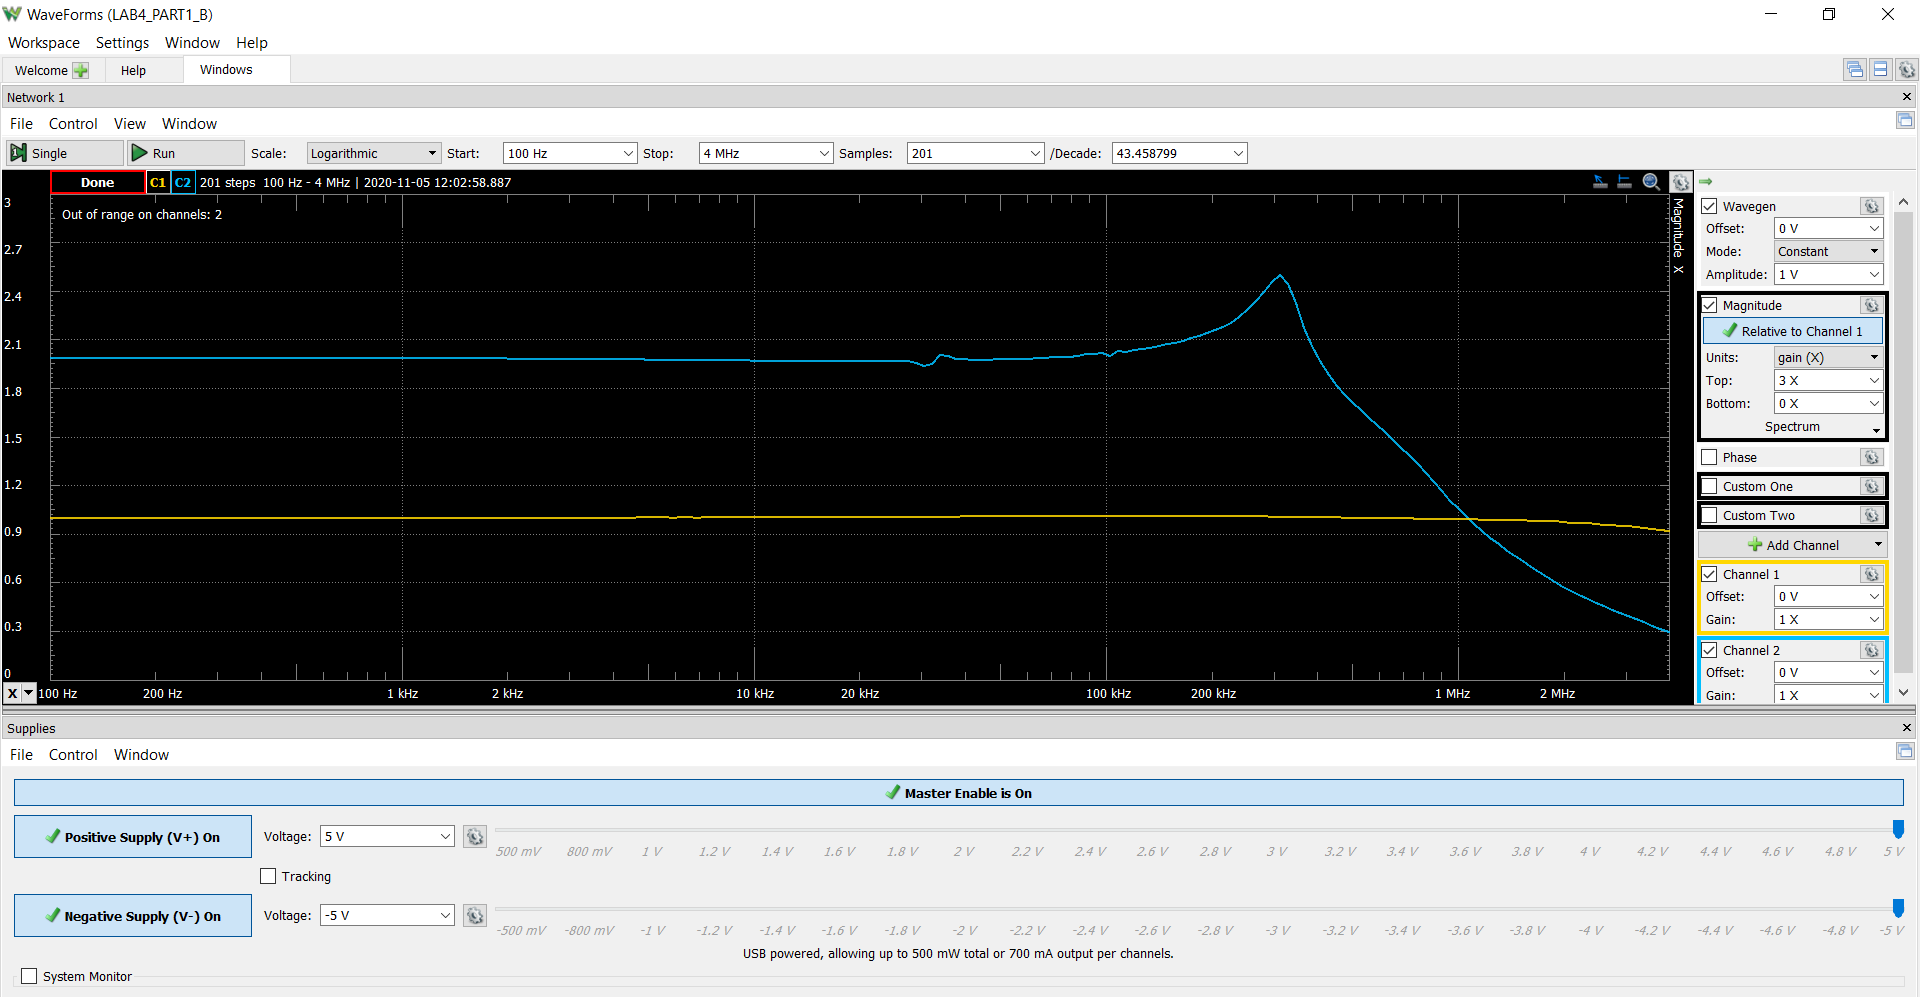 WaveForms (LAB4_PART1_B)
Workspace Settings Window Help
Welcome Help Windows
Network 1
File Control View Window
Single Run Scale: Logarithmic Start: 100 Hz Stop: 4 MHz Samples: 201 /Decade: 43.458799
Done C1 C2 201 steps 100 Hz - 4 MHz | 2020-11-05 12:02:58.887
Out of range on channels: 2
3
2.7
2.4
2.1
1.8
1.5
1.2
0.9
0.6
0.3
0
Magnitude X
X 100 Hz 200 Hz 1 kHz 2 kHz 10 kHz 20 kHz 100 kHz 200 kHz 1 MHz 2 MHz
Wavegen
Offset: 0 V
Mode: Constant
Amplitude: 1 V
Magnitude
Relative to Channel 1
Units: gain (X)
Top: 3 X
Bottom: 0 X
Spectrum
Phase
Custom One
Custom Two
Add Channel
Channel 1
Offset: 0 V
Gain: 1 X
Channel 2
Offset: 0 V
Gain: 1 X
Supplies
File Control Window
Master Enable is On
Positive Supply (V+) On Voltage: 5 V
500 mV 800 mV 1 V 1.2 V 1.4 V 1.6 V 1.8 V 2 V 2.2 V 2.4 V 2.6 V 2.8 V 3 V 3.2 V 3.4 V 3.6 V 3.8 V 4 V 4.2 V 4.4 V 4.6 V 4.8 V 5 V
Tracking
Negative Supply (V-) On Voltage: -5 V
-500 mV -800 mV -1 V -1.2 V -1.4 V -1.6 V -1.8 V -2 V -2.2 V -2.4 V -2.6 V -2.8 V -3 V -3.2 V -3.4 V -3.6 V -3.8 V -4 V -4.2 V -4.4 V -4.6 V -4.8 V -5 V
USB powered, allowing up to 500 mW total or 700 mA output per channels.
System Monitor